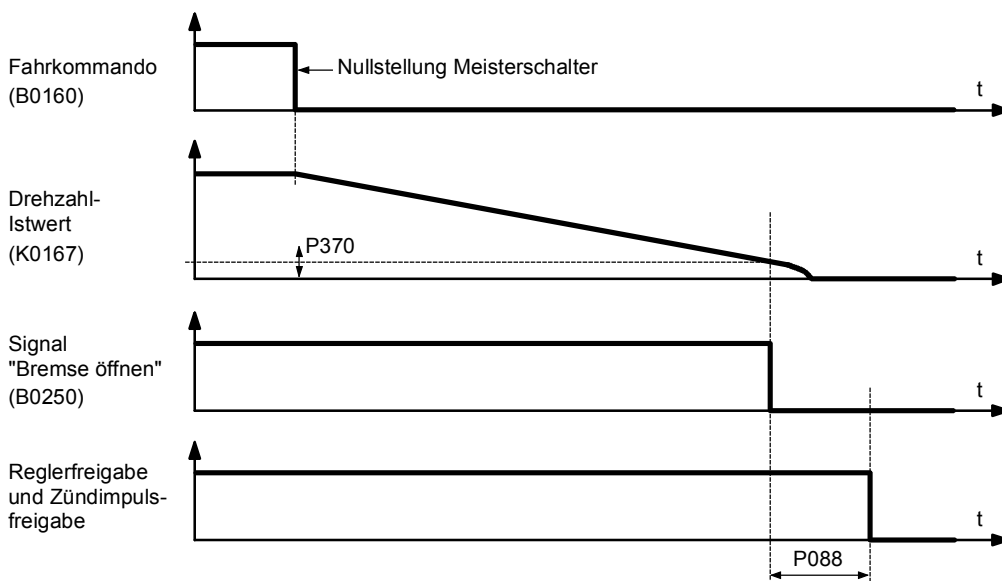 Fahrkommando
(B0160)
Nullstellung Meisterschalter
t
Drehzahl-
Istwert
(K0167)
P370
t
Signal
"Bremse öffnen"
(B0250)
t
Reglerfreigabe
und Zündimpuls-
freigabe
t
P088